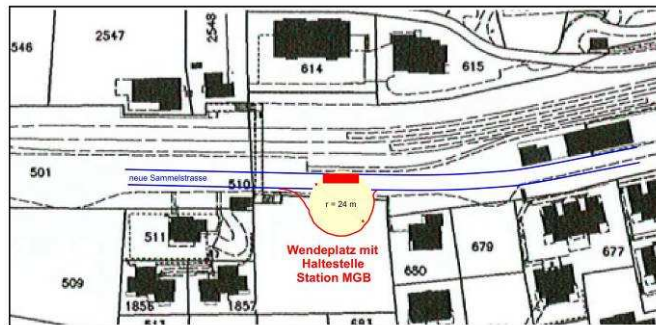 2547
2548
546
614
615
501
neue Sammelstrasse
510
r = 24 m
511
Wendeplatz mit
Haltestelle
Station MGB
679
677
680
509
1856
1857